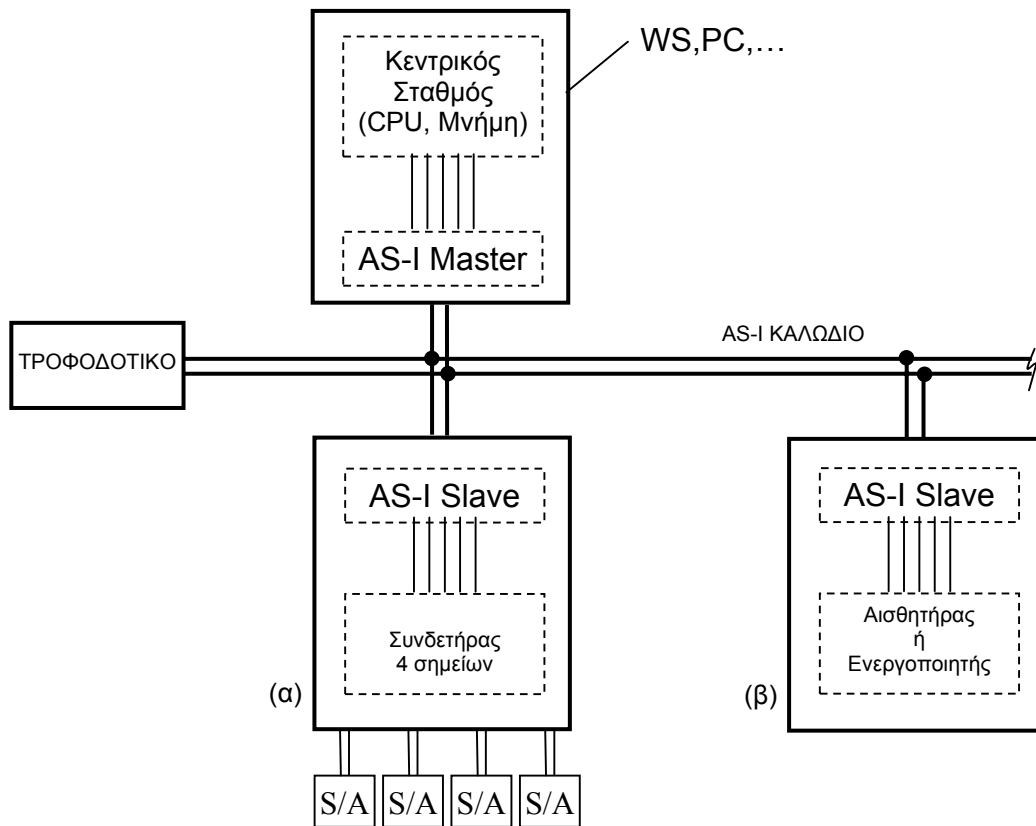 Κεντρικός
Σταθμός
(CPU, Μνήμη)
WS,PC,…
AS-I Master
ΤΡΟΦΟΔΟΤΙΚΟ
AS-I ΚΑΛΩΔΙΟ
AS-I Slave
Συνδετήρας
4 σημείων
(α)
S/A S/A S/A S/A
AS-I Slave
Αισθητήρας
ή
Ενεργοποιητής
(β)